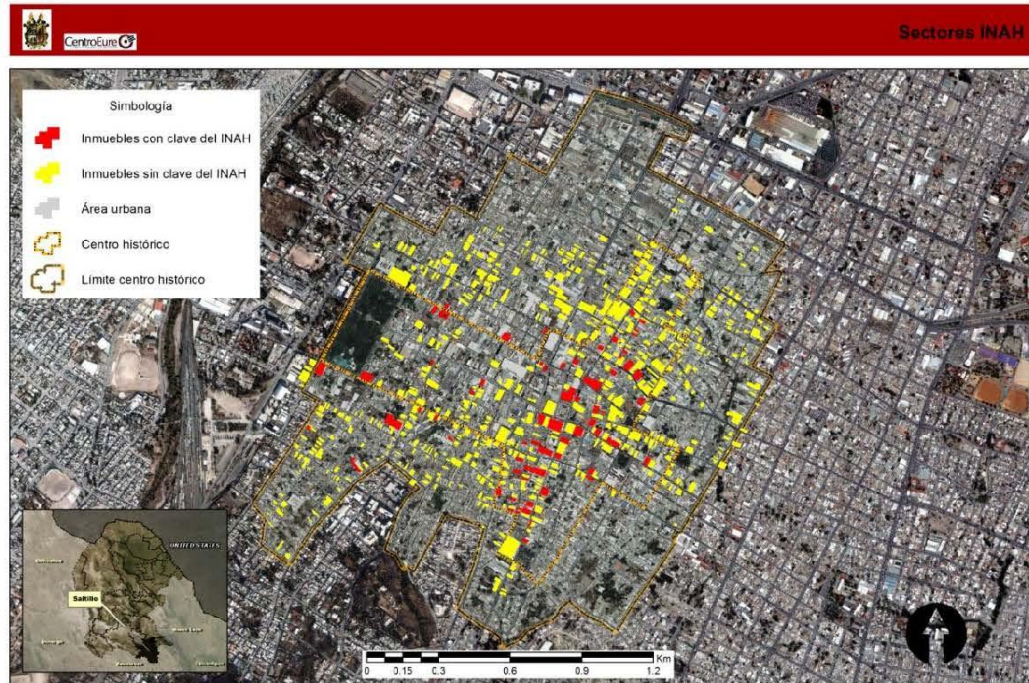 CentroEure
Sectores INAH
Simbología
Inmuebles con clave del INAH
Inmuebles sin clave del INAH
Área urbana
Centro histórico
Límite centro histórico
UNITED STATES
Saltillo
Km
0 0.15 0.3 0.6 0.9 1.2